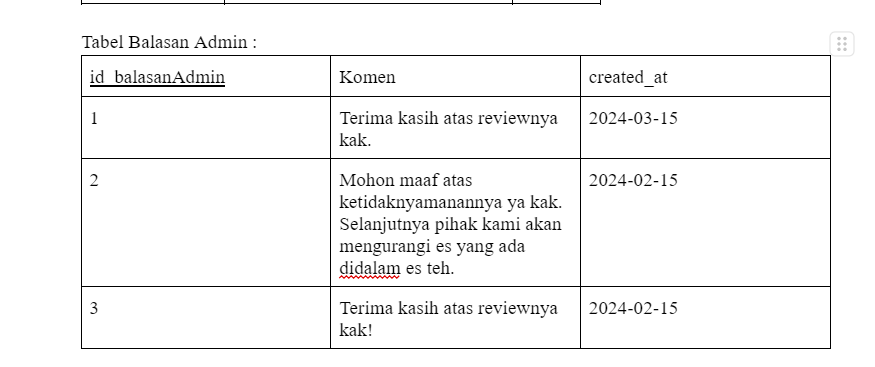 Tabel Balasan Admin :
id_balasanAdmin Komen created_at
1 Terima kasih atas reviewnya 2024-03-15
kak.
2 Mohon maaf atas 2024-02-15
ketidaknyamanannya ya kak.
Selanjutnya pihak kami akan
mengurangi es yang ada
didalam es teh.
3 Terima kasih atas reviewnya 2024-02-15
kak!